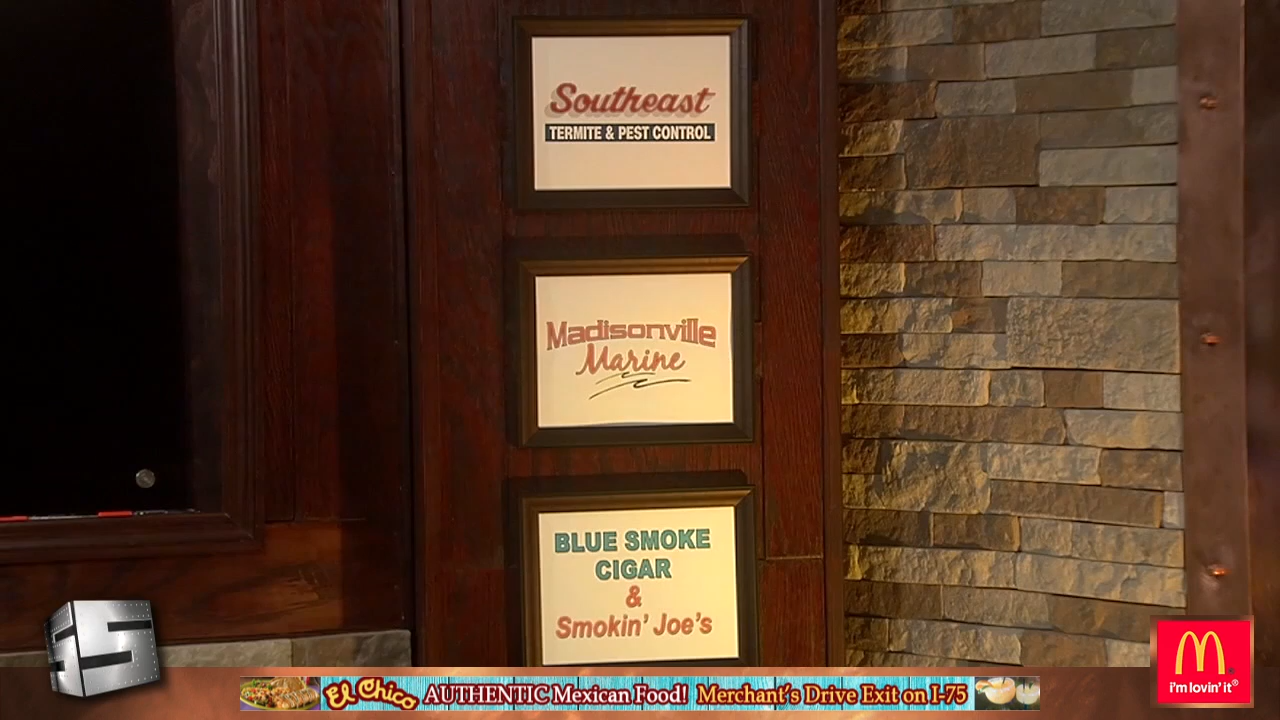 Southeast
TERMITE & PEST CONTROL
Madisonville
Marine
BLUE SMOKE
CIGAR
&
Smokin' Joe's
SS
El Chico AUTHENTIC Mexican Food! Merchant's Drive Exit on I-75
M
i'm lovin' it®